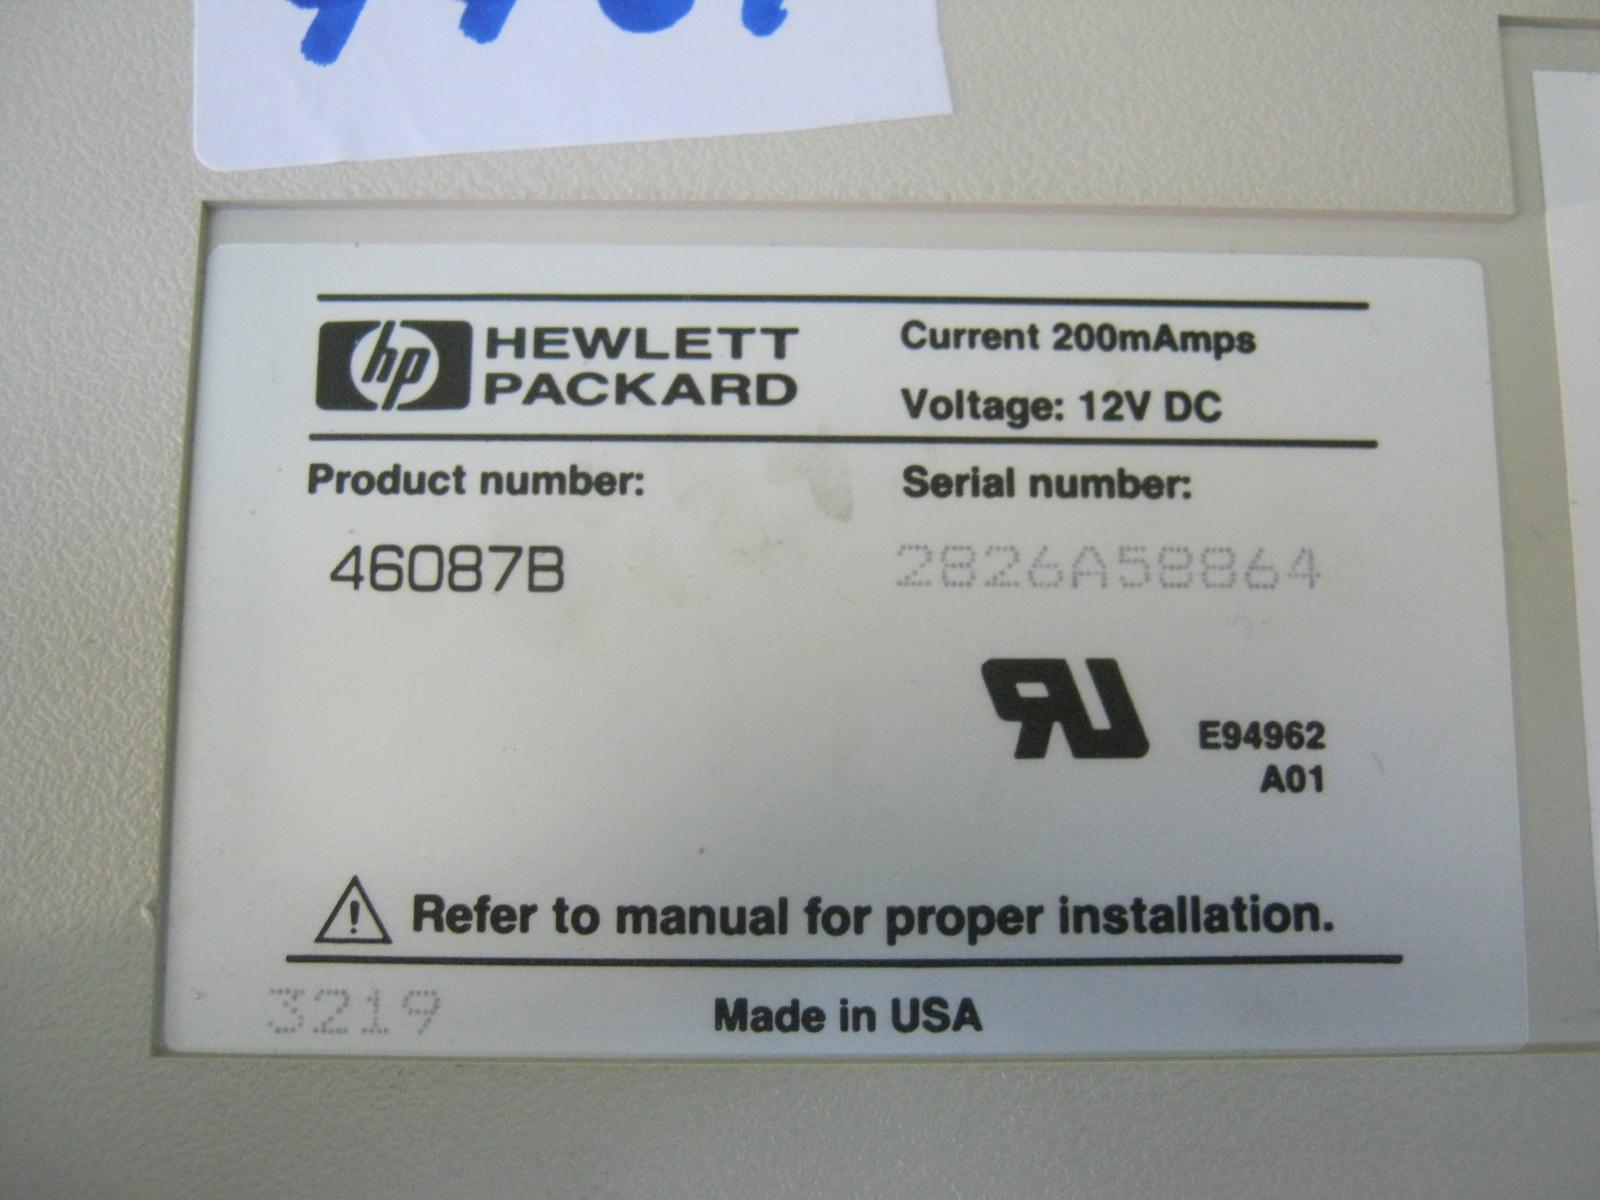 hp HEWLETT
PACKARD
Current 200mAmps
Voltage: 12V DC
Product number:
46087B
Serial number:
2826A58864
E94962
A01
Refer to manual for proper installation.
3219
Made in USA